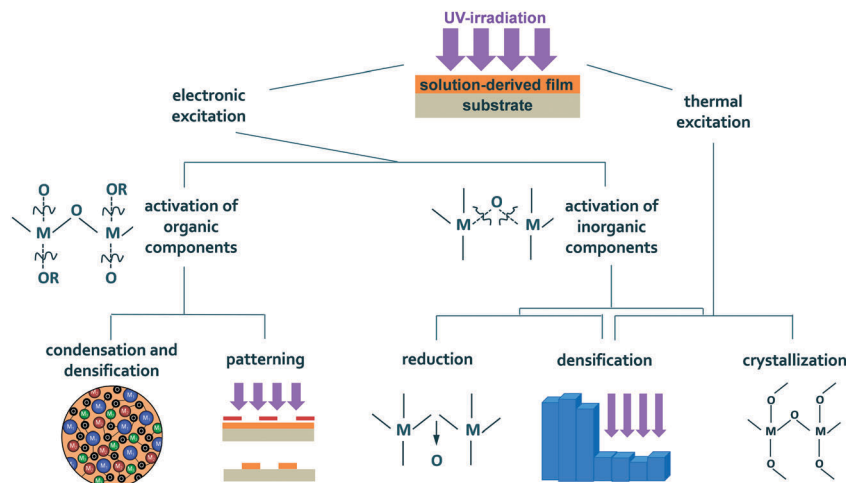 UV-irradiation
solution-derived film
substrate
electronic
excitation
thermal
excitation
O
OR
O
M
M
OR
O
activation of
organic
components
O
M
M
activation of
inorganic
components
condensation and
densification
patterning
reduction
densification
crystallization
M
M
O
O
O
O
M
M
O
O